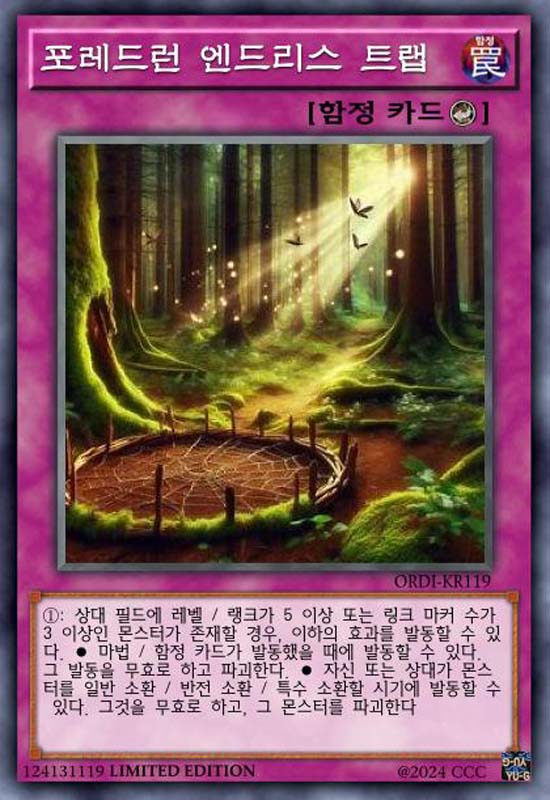 포레드런 엔드리스 트랩
함정
罠
[함정 카드]
ORDI-KR119
①: 상대 필드에 레벨 / 랭크가 5 이상 또는 링크 마커 수가
3 이상인 몬스터가 존재할 경우, 이하의 효과를 발동할 수 있
다. ● 마법 / 함정 카드가 발동했을 때에 발동할 수 있다.
그 발동을 무효로 하고 파괴한다. ● 자신 또는 상대가 몬스
터를 일반 소환 / 반전 소환 / 특수 소환할 시기에 발동할 수
있다. 그것을 무효로 하고, 그 몬스터를 파괴한다
124131119 LIMITED EDITION
@2024 CCC
YU-G